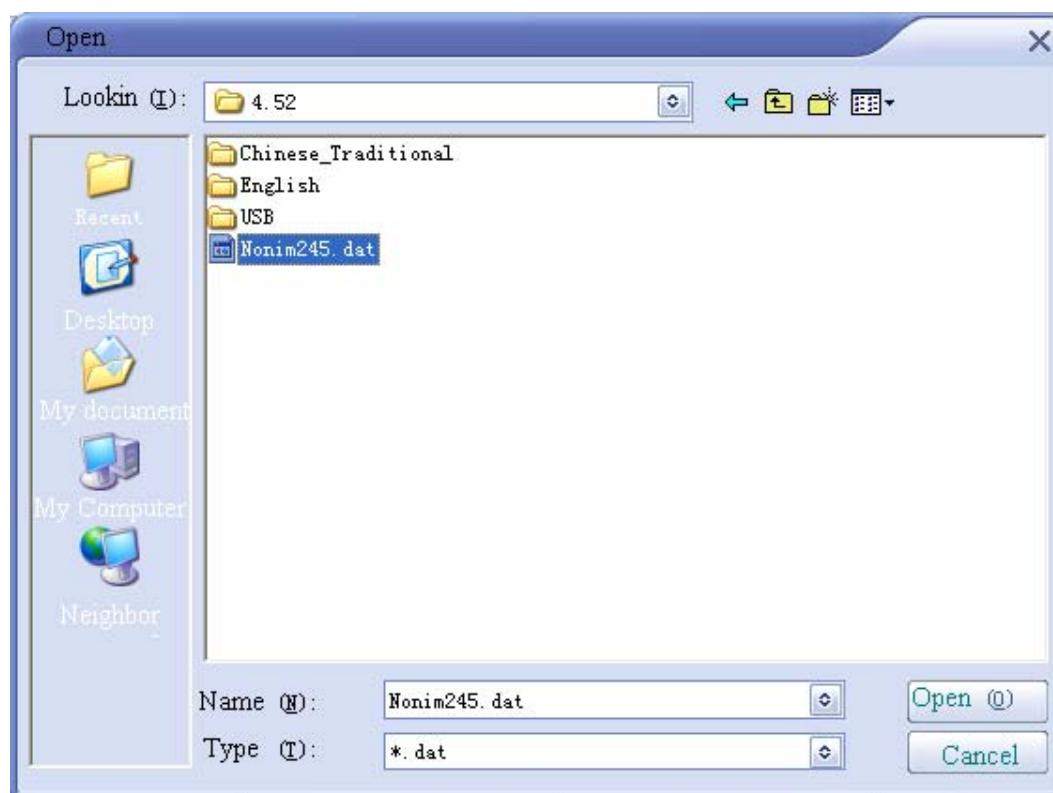 Open
Lookin (I):
4.52
Recent
Desktop
My document
My Computer
Neighbor
Chinese_Traditional
English
USB
Nonim245.dat
Name (N):
Nonim245.dat
Open (O)
Type (T):
*.dat
Cancel